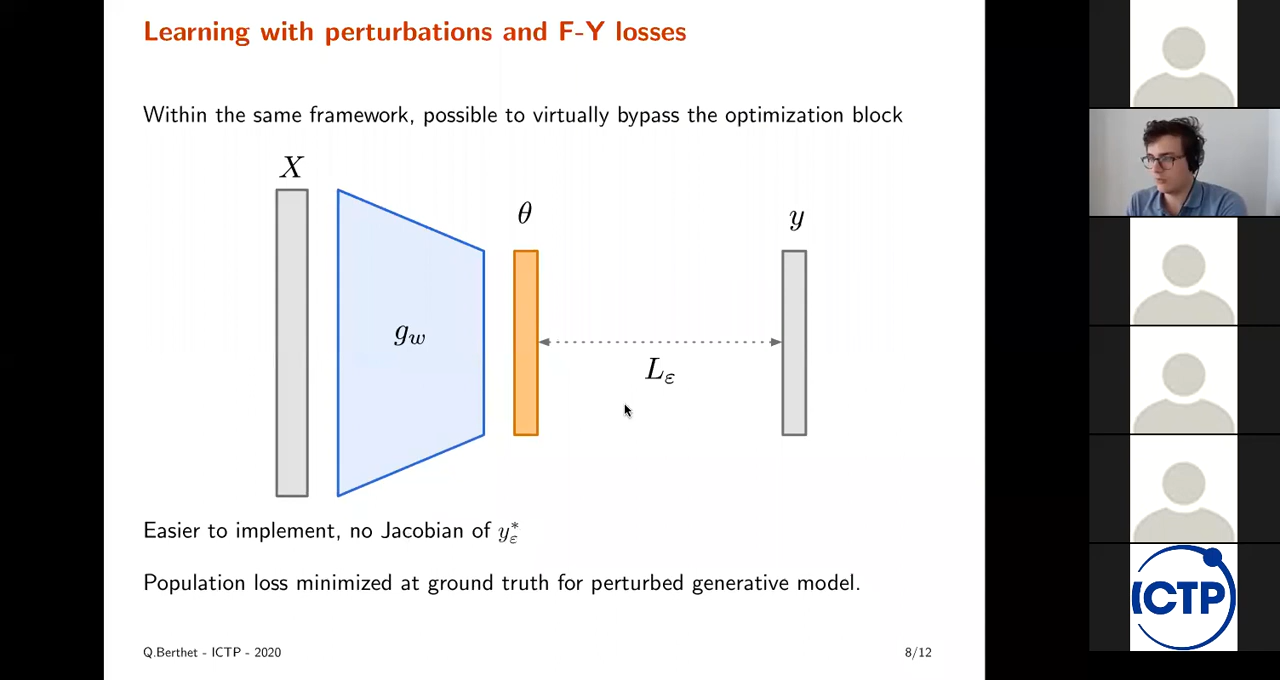 Learning with perturbations and F-Y losses
Within the same framework, possible to virtually bypass the optimization block
X
θ
y
g_w
L_ε
Easier to implement, no Jacobian of y*_ε
Population loss minimized at ground truth for perturbed generative model.
Q.Berthet - ICTP - 2020
8/12
ICTP